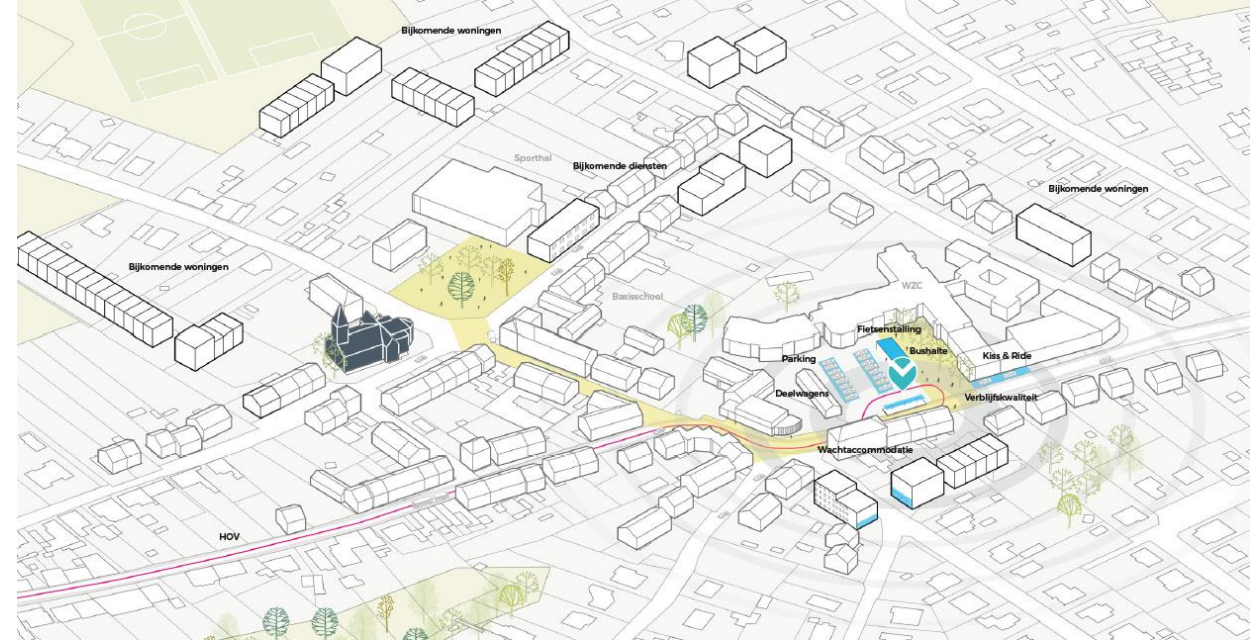 Bijkomende woningen
Sporthal
Bijkomende diensten
Bijkomende woningen
Bijkomende woningen
Basisschool
WZC
Fietsenstalling
Bushalte
Parking
Kiss & Ride
Deelwagens
Verblijfskwaliteit
Wachtaccommodatie
HOV